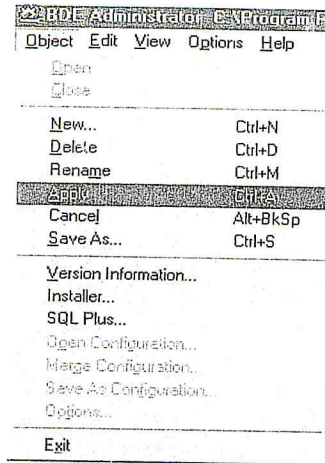 BDE Administrator C:\Program F
Object Edit View Options Help
Open
Close
New... Ctrl+N
Delete Ctrl+D
Rename Ctrl+M
Apply Ctrl+A
Cancel Alt+BkSp
Save As... Ctrl+S
Version Information...
Installer...
SQL Plus...
Open Configuration...
Merge Configuration...
Save As Configuration...
Options...
Exit